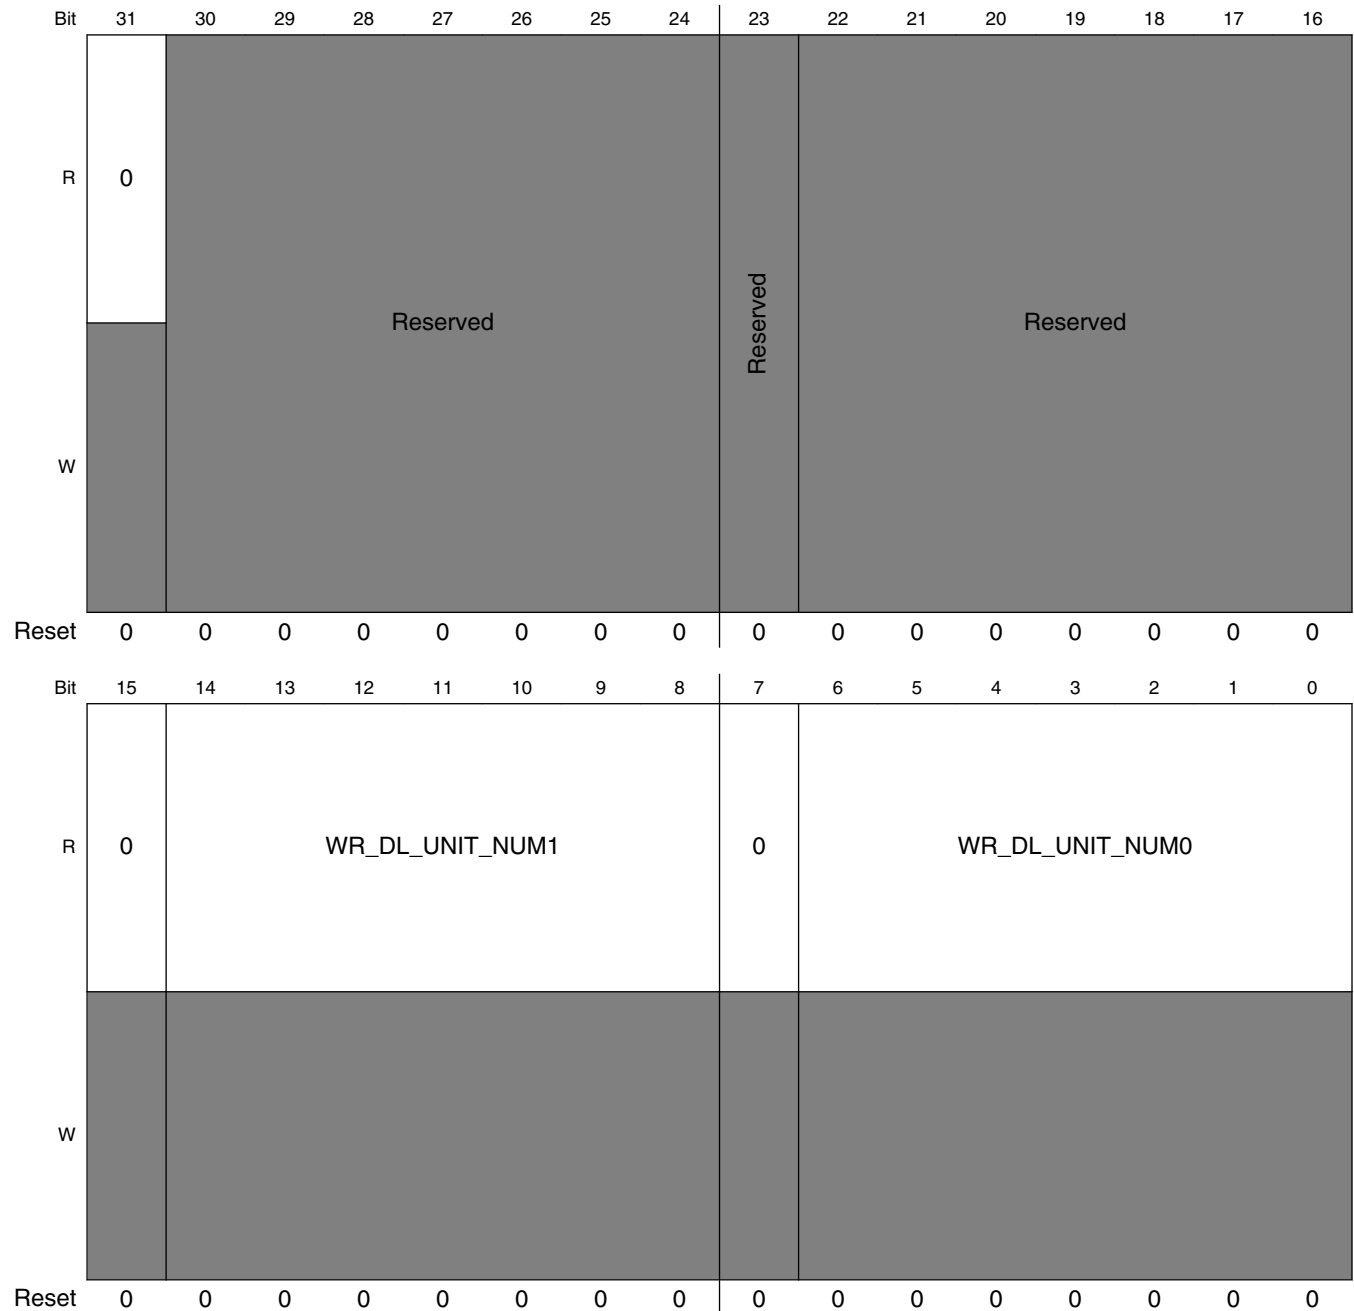 Bit 31 30 29 28 27 26 25 24 23 22 21 20 19 18 17 16
R 0
Reserved Reserved Reserved
W
Reset 0 0 0 0 0 0 0 0 0 0 0 0 0 0 0 0
Bit 15 14 13 12 11 10 9 8 7 6 5 4 3 2 1 0
R 0 WR_DL_UNIT_NUM1 0 WR_DL_UNIT_NUM0
W
Reset 0 0 0 0 0 0 0 0 0 0 0 0 0 0 0 0